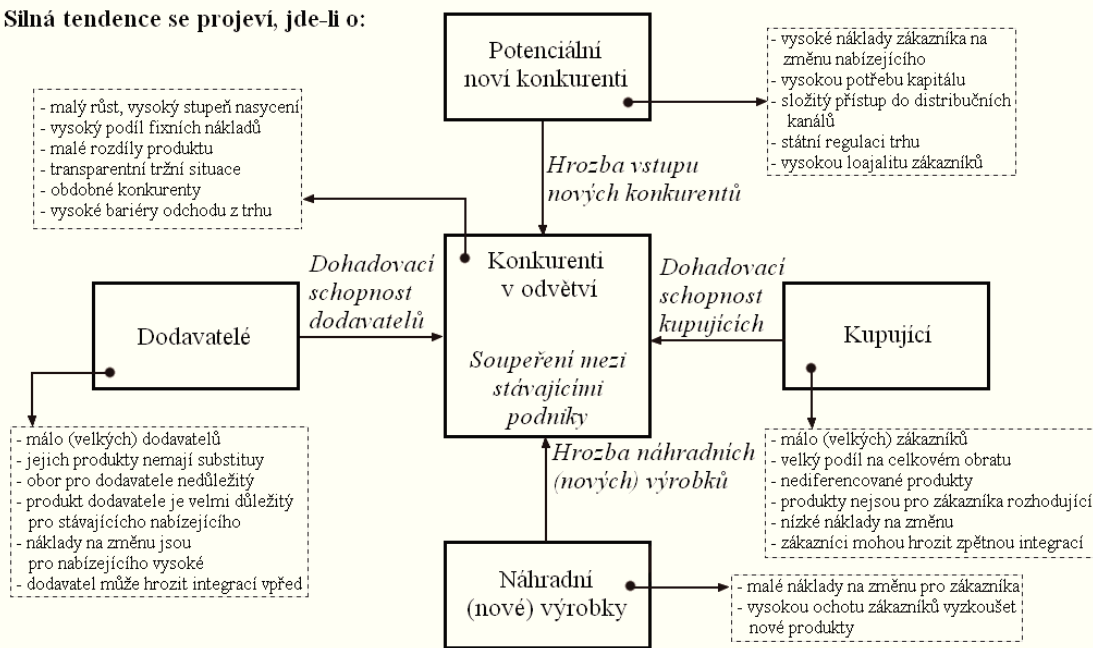 Silná tendence se projeví, jde-li o:
Potenciální
noví konkurenti
- vysoké náklady zákazníka na
změnu nabízejícího
- vysokou potřebu kapitálu
- složitý přístup do distribučních
kanálů
- státní regulaci trhu
- vysokou loajalitu zákazníků
- malý růst, vysoký stupeň nasycení
- vysoký podíl fixních nákladů
- malé rozdíly produktu
- transparentní tržní situace
- obdobné konkurenty
- vysoké bariéry odchodu z trhu
Hrozba vstupu
nových konkurentů
Dohadovací
schopnost
dodavatelů
Konkurenti
v odvětví
Soupeření mezi
stávajícími
podniky
Dohadovací
schopnost
kupujících
Dodavatelé
Kupující
- málo (velkých) dodavatelů
- jejich produkty nemají substituy
- obor pro dodavatele nedůležitý
- produkt dodavatele je velmi důležitý
pro stávajícícho nabízejícího
- náklady na změnu jsou
pro nabízejícího vysoké
- dodavatel může hrozit integrací vpřed
Hrozba náhradních
(nových) výrobků
- málo (velkých) zákazníků
- velký podíl na celkovém obratu
- nediferencované produkty
- produkty nejsou pro zákazníka rozhodující
- nízké náklady na změnu
- zákazníci mohou hrozit zpětnou integrací
Náhradní
(nové) výrobky
- malé náklady na změnu pro zákazníka
- vysokou ochotu zákazníků vyzkoušet
nové produkty